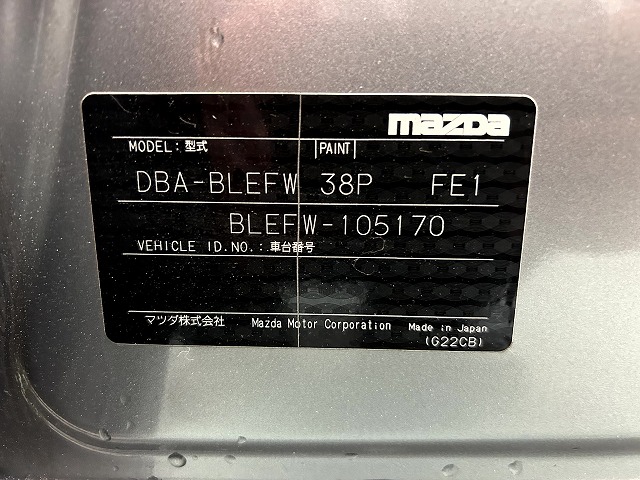 mazda
MODEL: 型式 |PAINT|
DBA-BLEFW 38P FE1
BLEFW-105170
VEHICLE ID.NO.: 車台番号
マツダ株式会社 Mazda Motor Corporation Made in Japan
(G22CB)